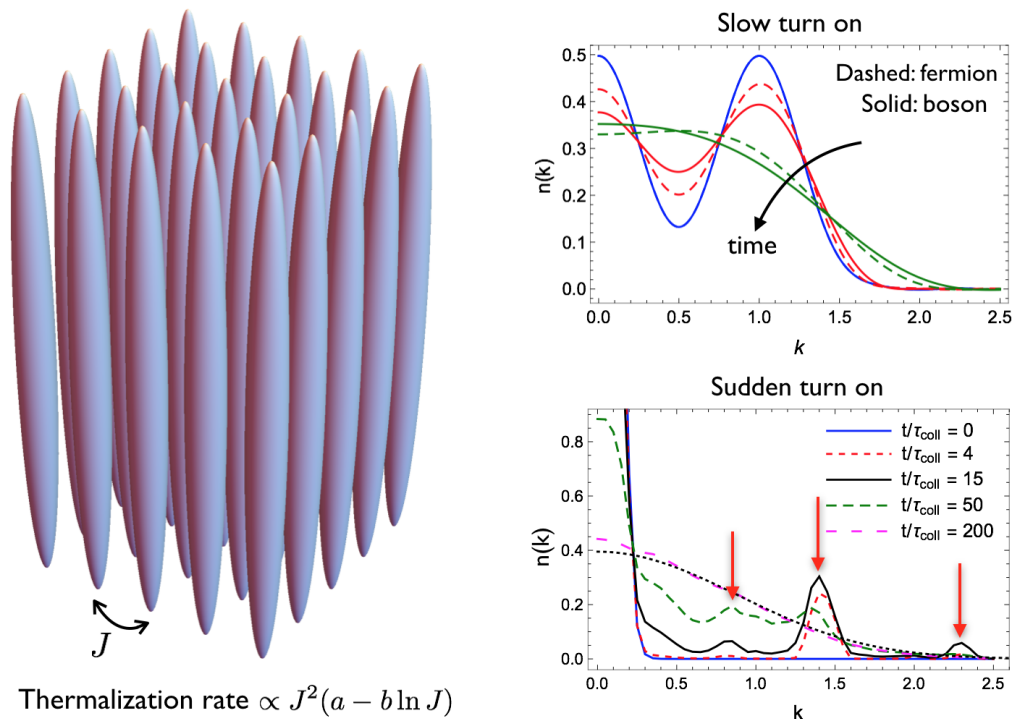 J
Thermalization rate ∝ J²(a − b ln J)
Slow turn on
Dashed: fermion
Solid: boson
time
n(k)
0.5
0.4
0.3
0.2
0.1
0.0
0.0 0.5 1.0 1.5 2.0 2.5
k
Sudden turn on
t/τcoll = 0
t/τcoll = 4
t/τcoll = 15
t/τcoll = 50
t/τcoll = 200
n(k)
0.8
0.6
0.4
0.2
0.0
0.0 0.5 1.0 1.5 2.0 2.5
k